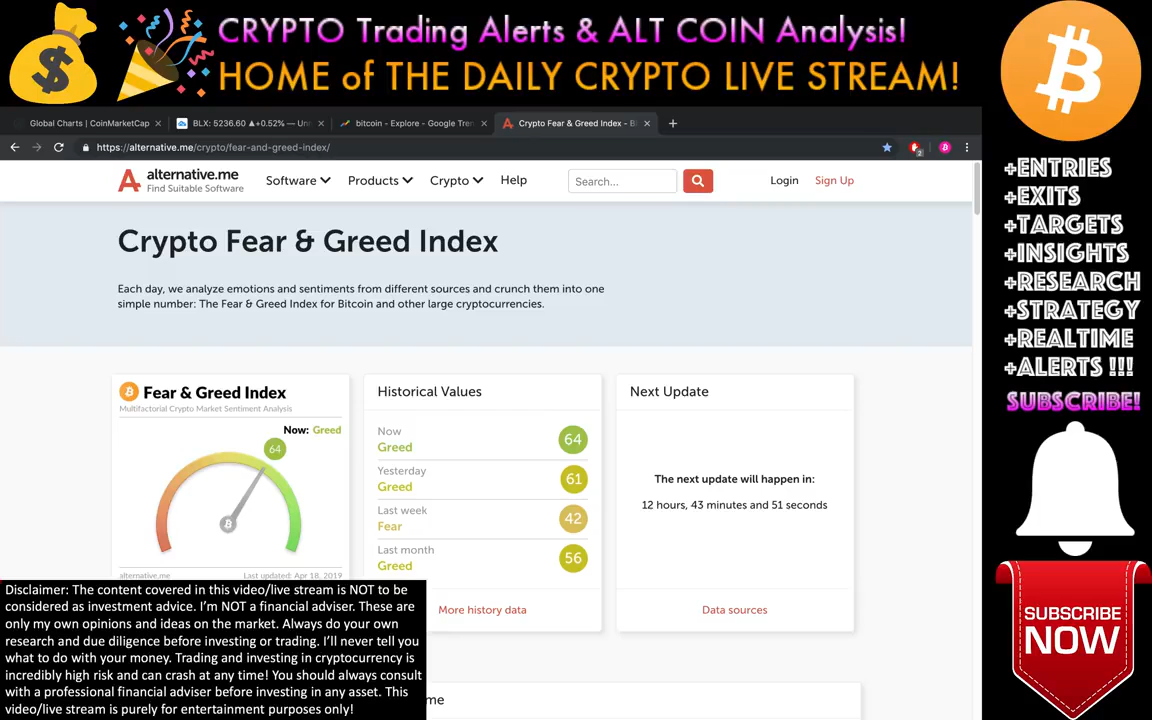 CRYPTO Trading Alerts & ALT COIN Analysis!
HOME of THE DAILY CRYPTO LIVE STREAM!
Global Charts | CoinMarketCap
BLX: 5236.60 ▲+0.52% — Un
bitcoin - Explore - Google Tre
Crypto Fear & Greed Index - B
https://alternative.me/crypto/fear-and-greed-index/
2
alternative.me
Find Suitable Software
Software
Products
Crypto
Help
Search...
Login
Sign Up
Crypto Fear & Greed Index
Each day, we analyze emotions and sentiments from different sources and crunch them into one
simple number: The Fear & Greed Index for Bitcoin and other large cryptocurrencies.
Fear & Greed Index
Multifactorial Crypto Market Sentiment Analysis
Now: Greed
64
alternative.me
Last updated: Apr 18, 2019
Historical Values
Now
Greed
64
Yesterday
Greed
61
Last week
Fear
42
Last month
Greed
56
More history data
Next Update
The next update will happen in:
12 hours, 43 minutes and 51 seconds
Data sources
me
Disclaimer: The content covered in this video/live stream is NOT to be
considered as investment advice. I'm NOT a financial adviser. These are
only my own opinions and ideas on the market. Always do your own
research and due diligence before investing or trading. I'll never tell you
what to do with your money. Trading and investing in cryptocurrency is
incredibly high risk and can crash at any time! You should always consult
with a professional financial adviser before investing in any asset. This
video/live stream is purely for entertainment purposes only!
+ENTRIES
+EXITS
+TARGETS
+INSIGHTS
+RESEARCH
+STRATEGY
+REALTIME
+ALERTS !!!
SUBSCRIBE!
SUBSCRIBE
NOW